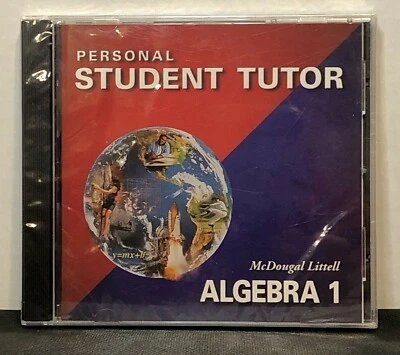 PERSONAL
STUDENT TUTOR
y=mx+b
McDougal Littell
ALGEBRA 1